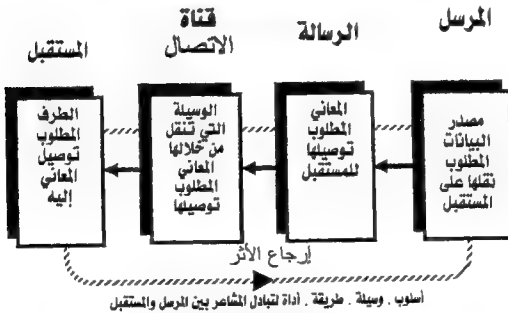 المرسل
الرسالة
قناة
الاتصال
المستقبل
مصدر
البيانات
المطلوب
نقلها على
المستقبل
المعاني
المطلوب
توصيلها
للمستقبل
الوسيلة
التي تنقل
من خلالها
المعاني
المطلوب
توصيلها
الطرف
المطلوب
توصيل
المعاني
إليه
إرجاع الأثر
أسلوب . وسيلة . طريقة . أداة لتبادل المشاعر بين المرسل والمستقبل